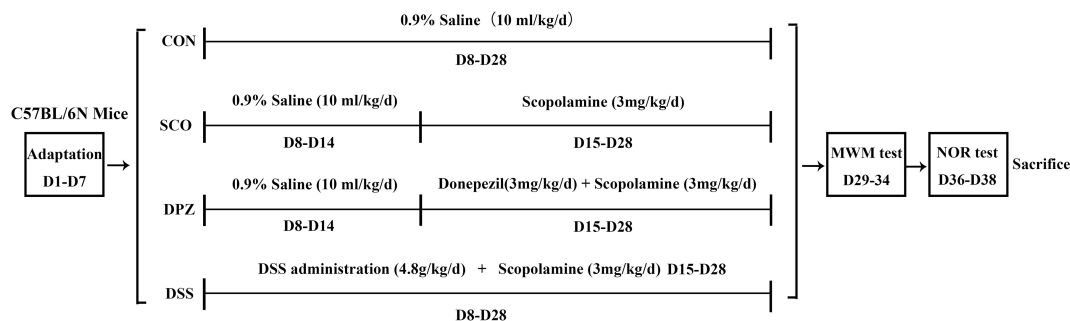 C57BL/6N Mice
Adaptation
D1-D7
CON
0.9% Saline (10 ml/kg/d)
D8-D28
SCO
0.9% Saline (10 ml/kg/d)
Scopolamine (3mg/kg/d)
D8-D14
D15-D28
DPZ
0.9% Saline (10 ml/kg/d)
Donepezil(3mg/kg/d) + Scopolamine (3mg/kg/d)
D8-D14
D15-D28
DSS
DSS administration (4.8g/kg/d) + Scopolamine (3mg/kg/d) D15-D28
D8-D28
MWM test
D29-34
NOR test
D36-D38
Sacrifice